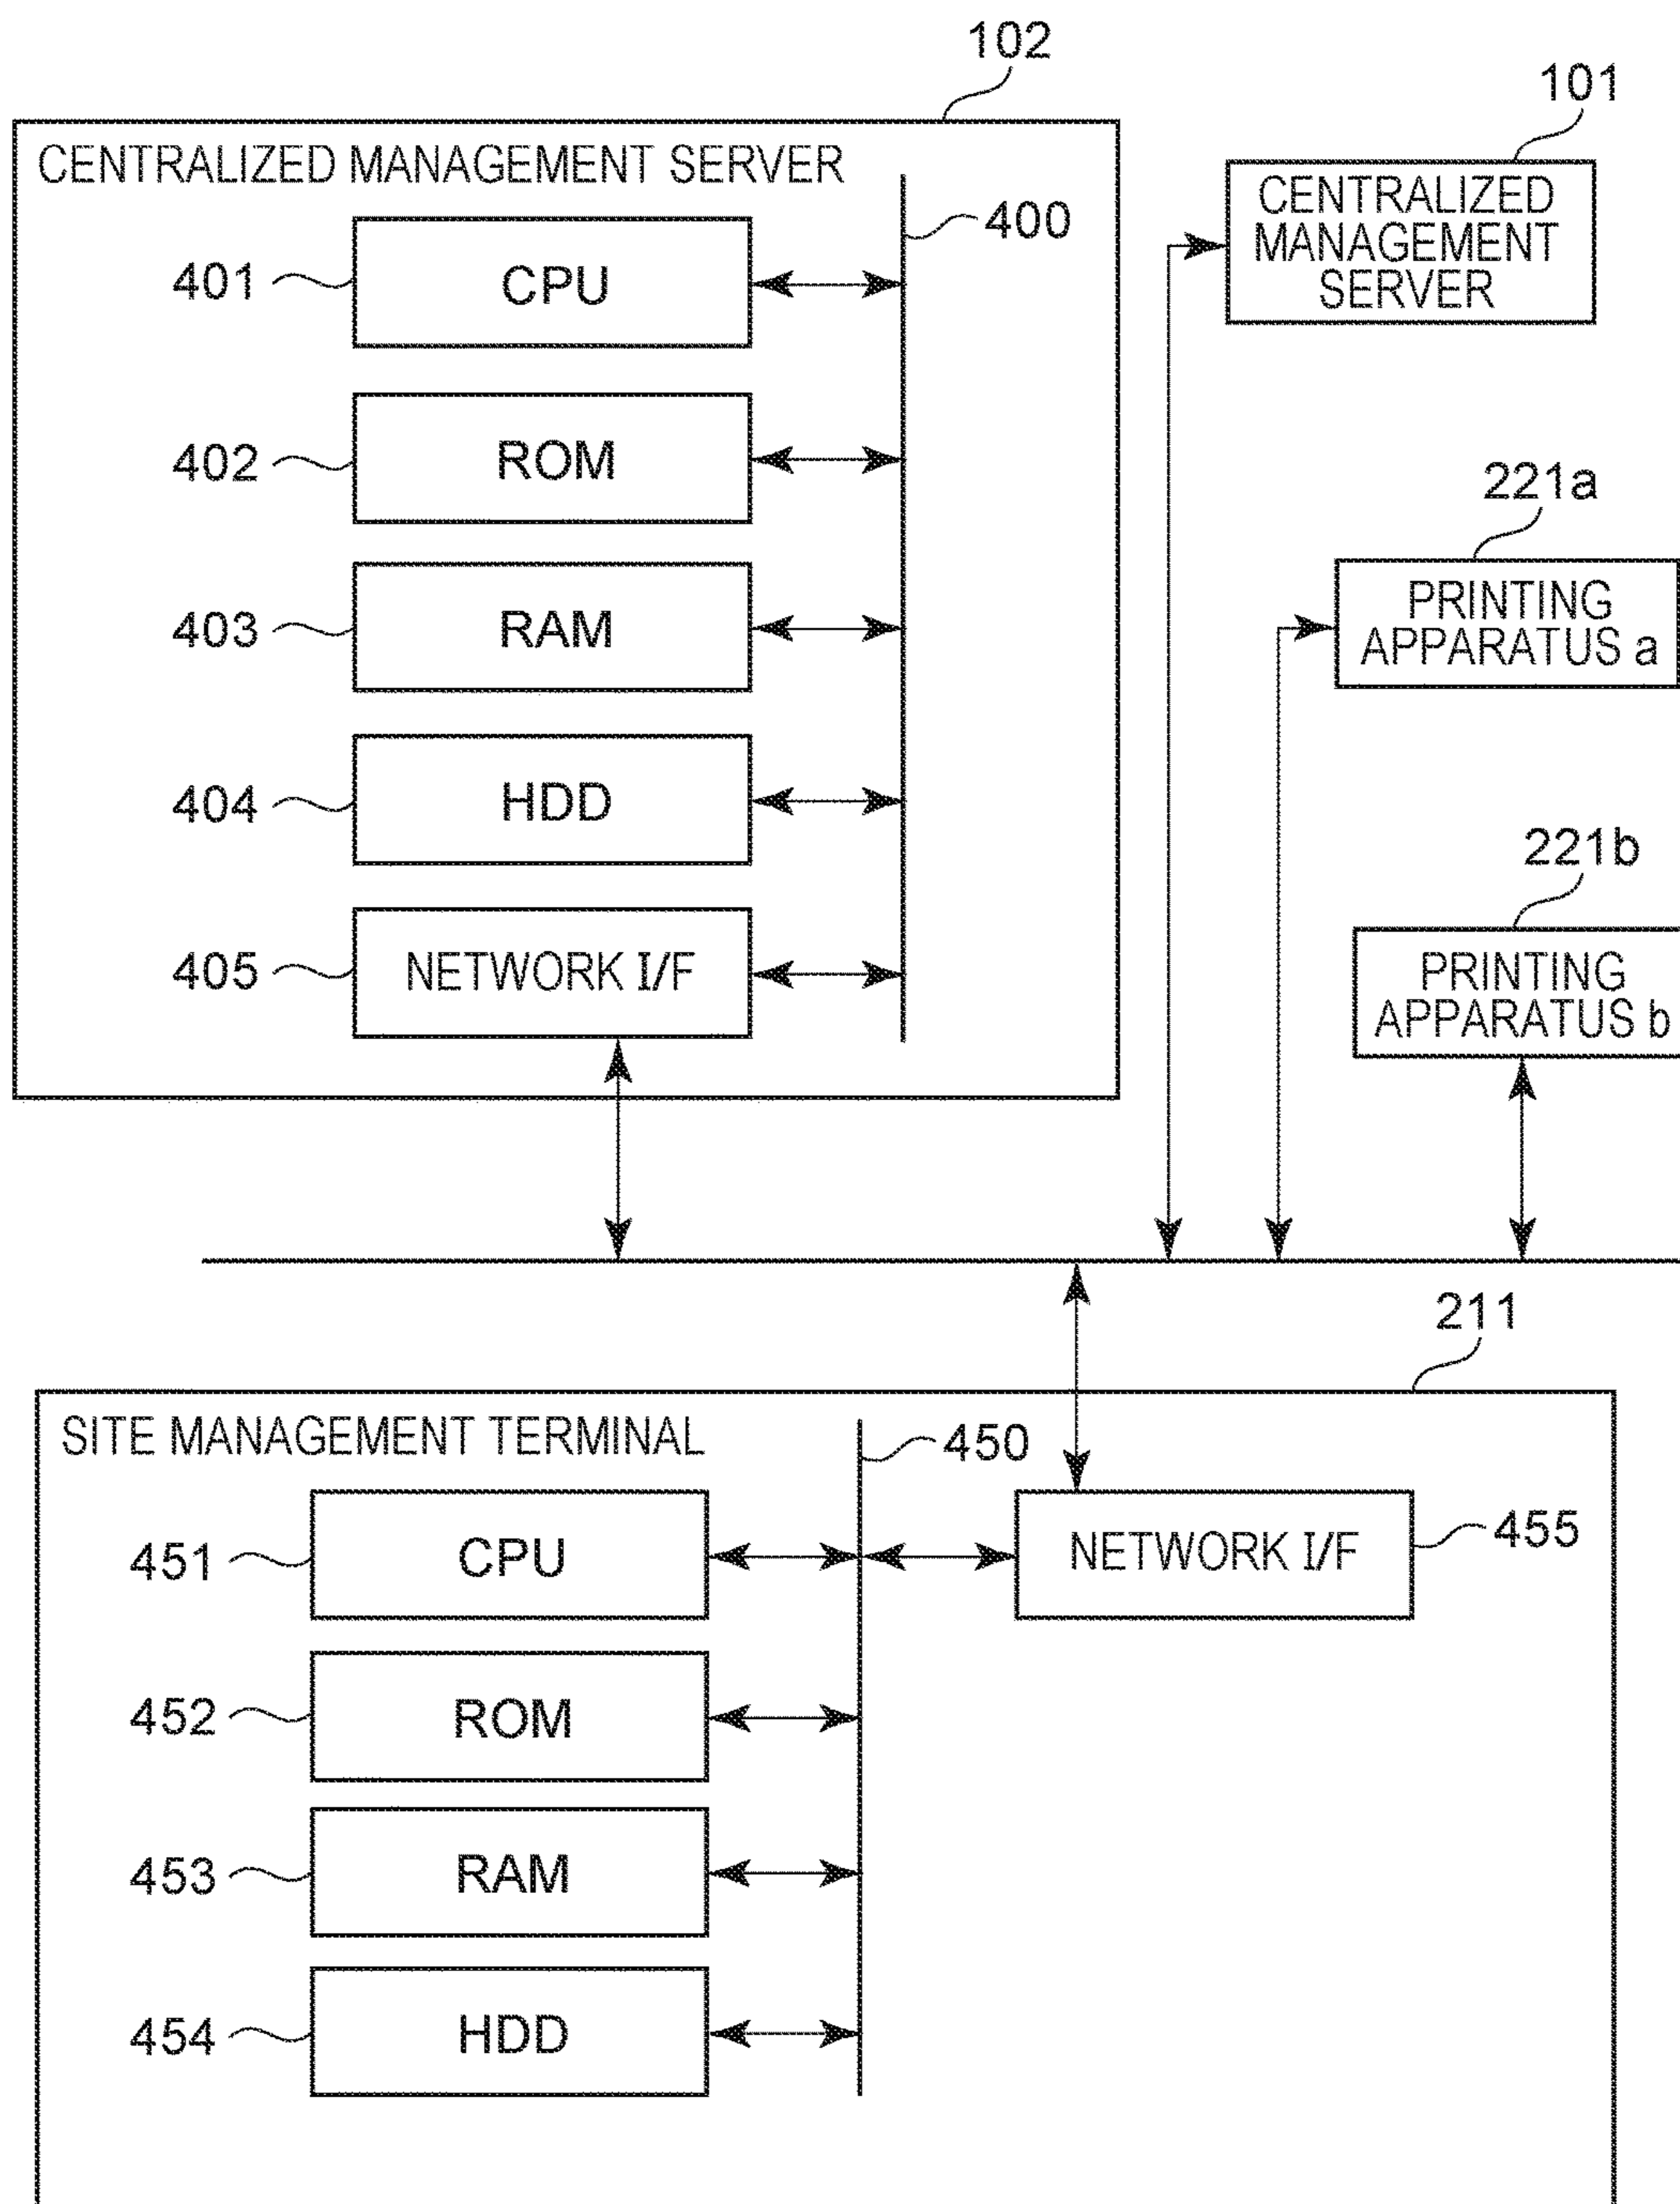 102
101
CENTRALIZED MANAGEMENT SERVER
400
401
CPU
402
ROM
403
RAM
404
HDD
405
NETWORK I/F
CENTRALIZED
MANAGEMENT
SERVER
221a
PRINTING
APPARATUS a
221b
PRINTING
APPARATUS b
211
SITE MANAGEMENT TERMINAL
450
451
CPU
NETWORK I/F
455
452
ROM
453
RAM
454
HDD